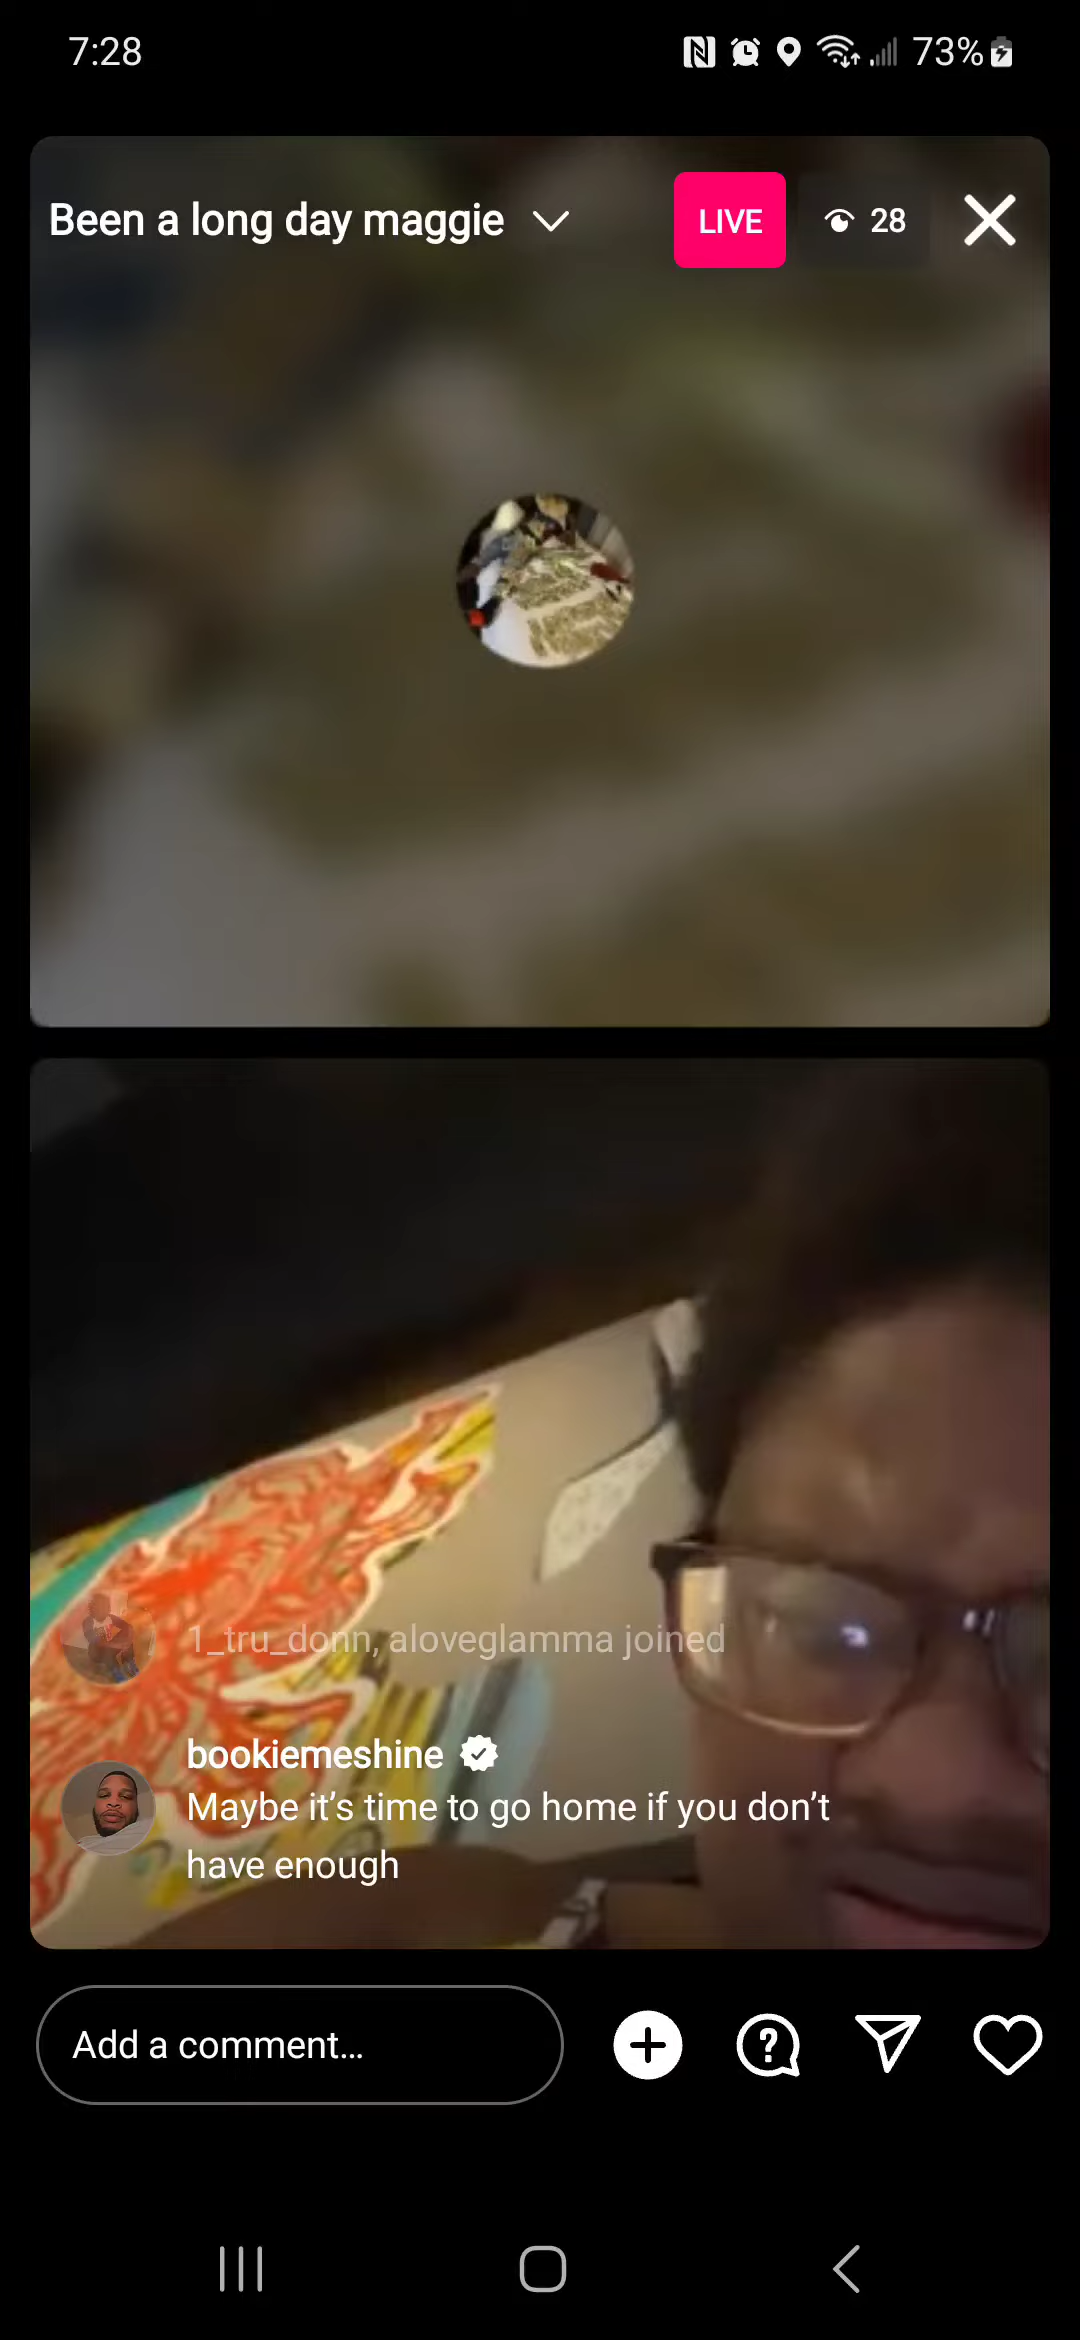 7:28
73%
Been a long day maggie
LIVE
28
1_tru_donn, aloveglamma joined
bookiemeshine
Maybe it’s time to go home if you don’t
have enough
Add a comment...